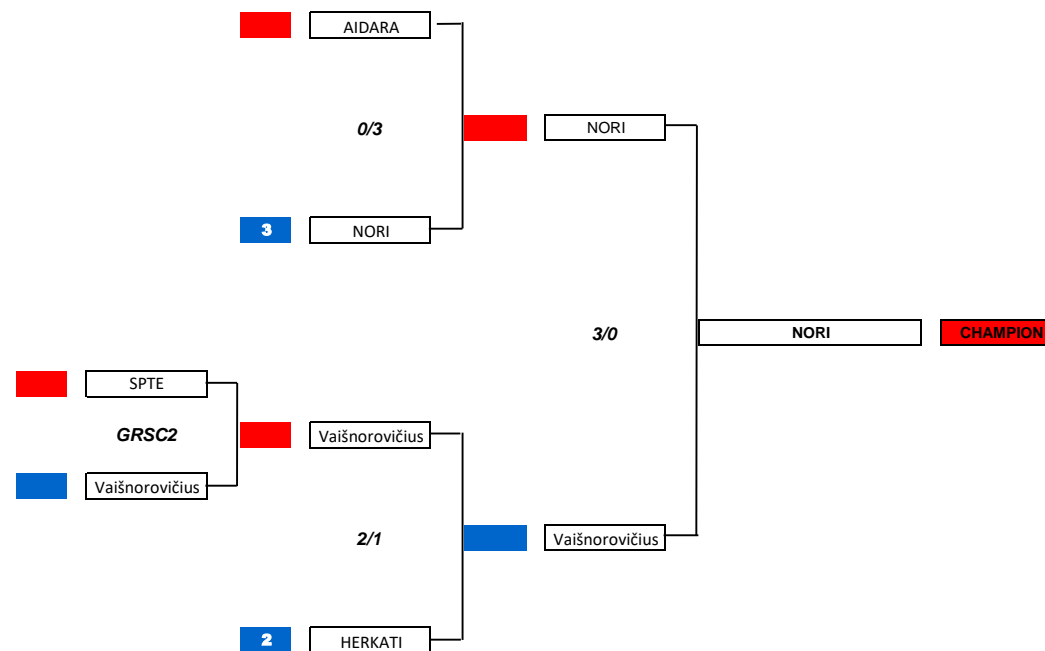 AIDARA
0/3
NORI
3
NORI
3/0
NORI
CHAMPION
SPTE
GRSC2
Vaišnorovičius
Vaišnorovičius
2/1
Vaišnorovičius
2
HERKATI